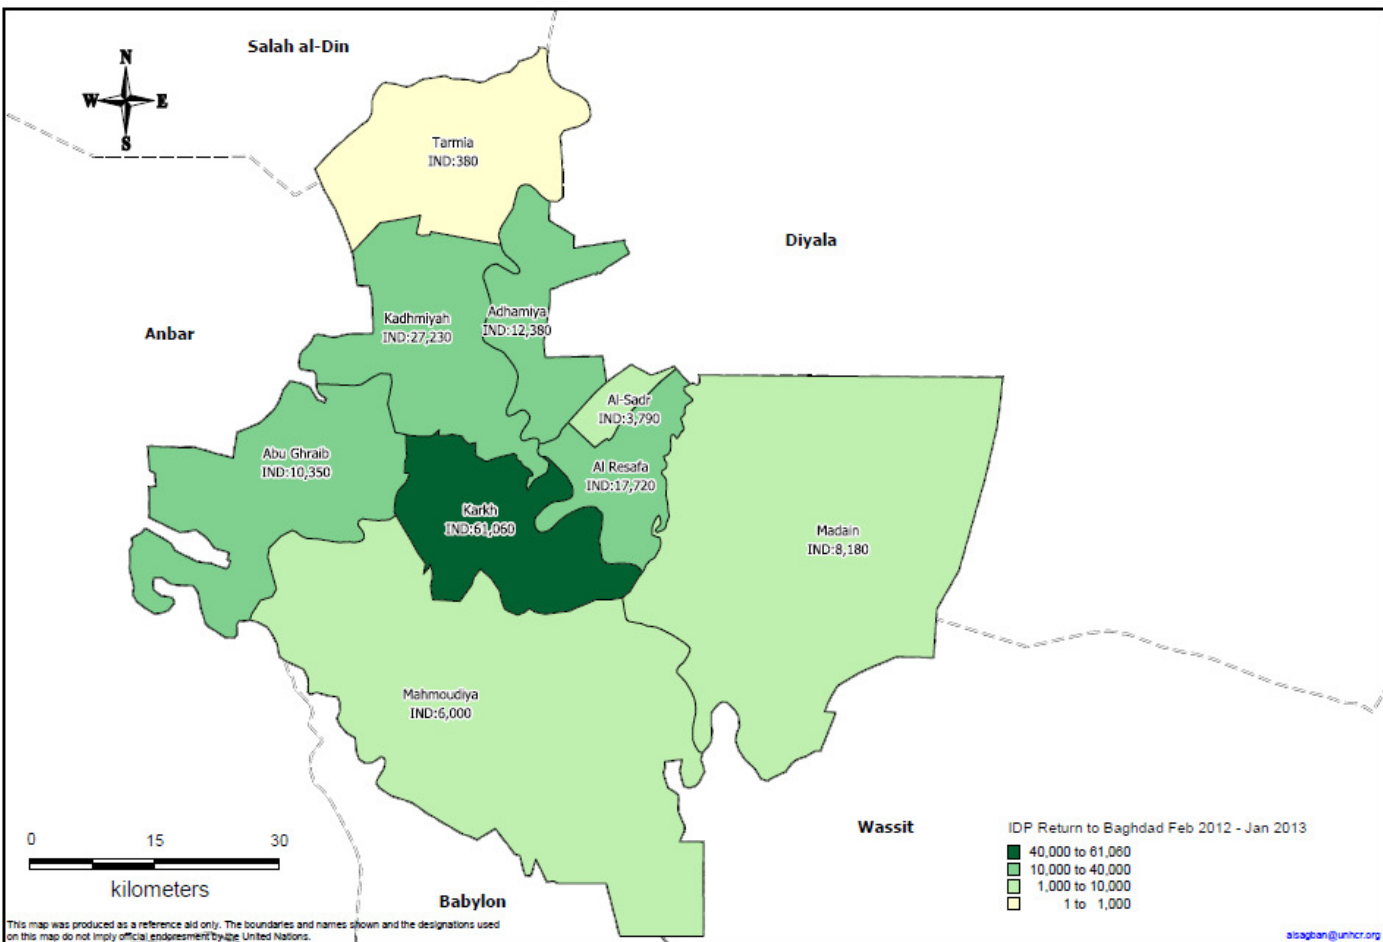 Salah al-Din
N
W E
S
Tarmia
IND:380
Diyala
Anbar
Kadhmiyah
IND:27,230
Adhamiya
IND:12,380
Al-Sadr
IND:3,790
Abu Ghraib
IND:10,350
Al Resafa
IND:17,720
Karkh
IND:61,060
Madain
IND:8,180
Mahmoudiya
IND:6,000
Wassit
Babylon
0 15 30
kilometers
IDP Return to Baghdad Feb 2012 - Jan 2013
40,000 to 61,060
10,000 to 40,000
1,000 to 10,000
1 to 1,000
This map was produced as a reference aid only. The boundaries and names shown and the designations used
on this map do not imply official endorsement by the United Nations.
alsagban@unhcr.org